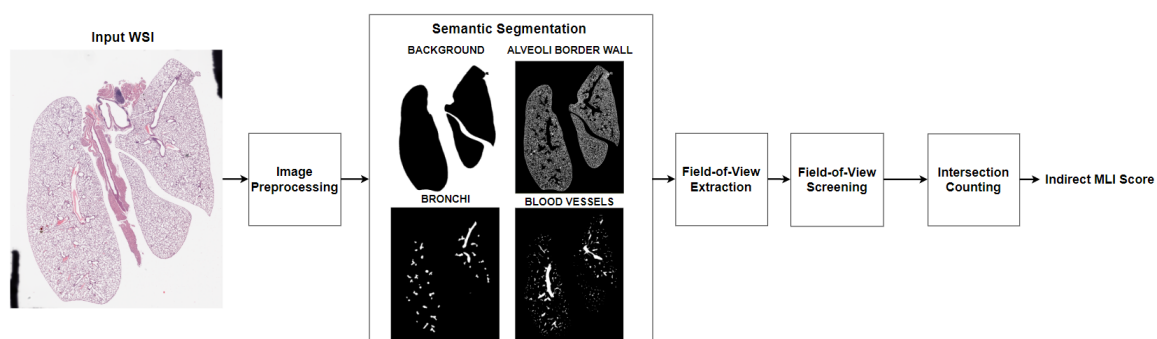 Input WSI
Image
Preprocessing
Semantic Segmentation
BACKGROUND
ALVEOLI BORDER WALL
BRONCHI
BLOOD VESSELS
Field-of-View
Extraction
Field-of-View
Screening
Intersection
Counting
Indirect MLI Score